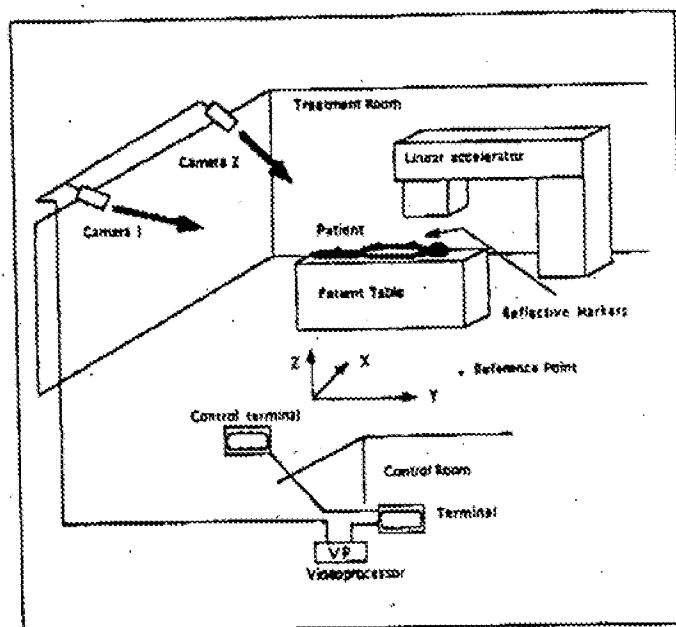 Treatment Room
Camera 2
Linear accelerator
Camera 1
Patient
Patient Table
Reflective Markers
Z
X
Y
Reference Point
Control terminal
Control Room
Terminal
VP
Videoprocessor